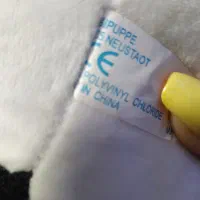 PUPPE
NEUSTADT
CE
POLYVINYL CHLORIDE
IN CHINA